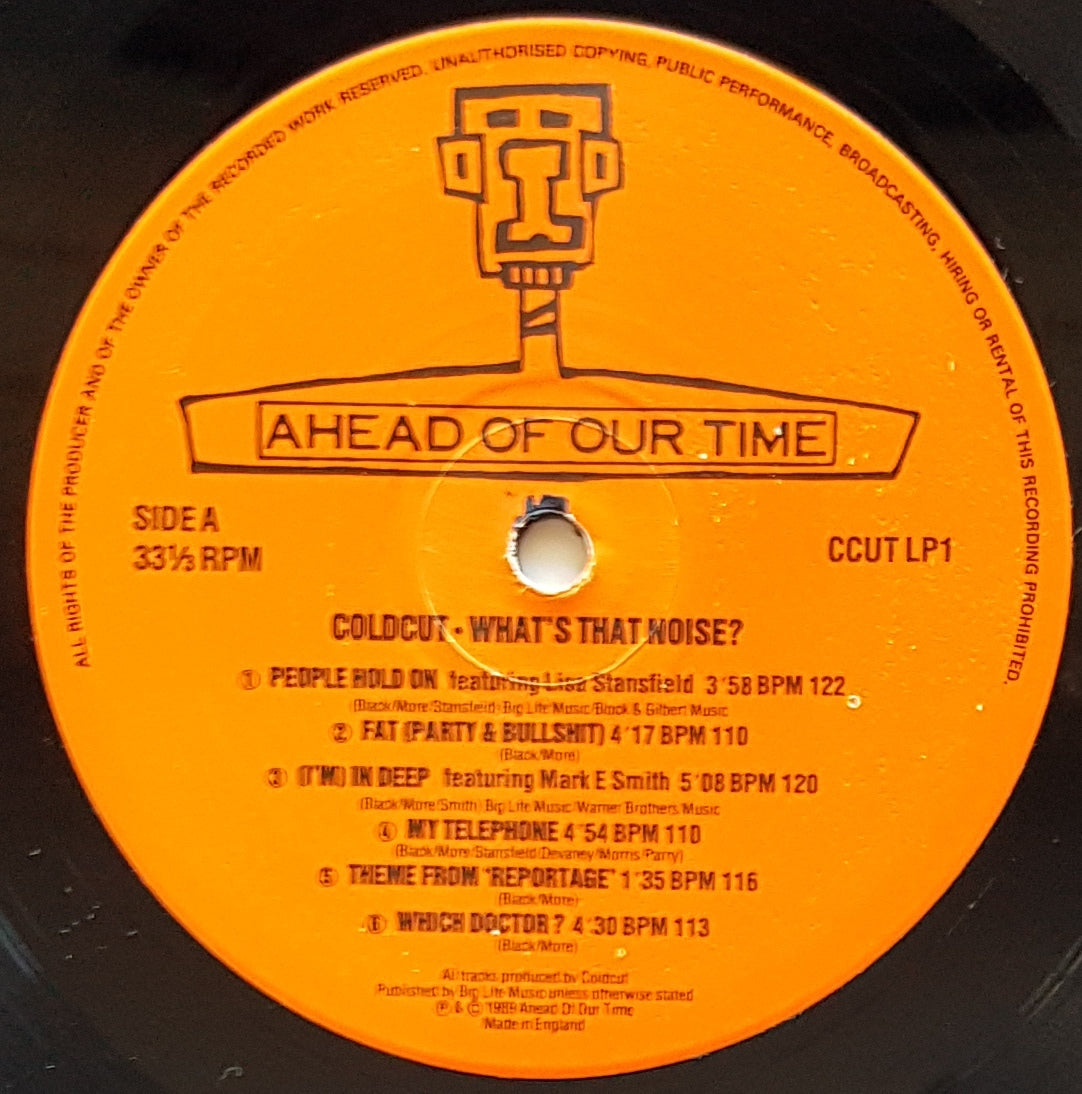 ALL RIGHTS OF THE PRODUCER AND OF THE OWNER OF THE RECORDED WORK RESERVED. UNAUTHORISED COPYING, PUBLIC PERFORMANCE, BROADCASTING, HIRING OR RENTAL OF THIS RECORDING PROHIBITED.
AHEAD OF OUR TIME
SIDE A
33⅓ RPM
CCUT LP1
COLDCUT · WHAT'S THAT NOISE?
① PEOPLE HOLD ON featuring Lisa Stansfield 3'58 BPM 122
(Black/More/Stansfield) Big Life Music/Block & Gilbert Music
② FAT (PARTY & BULLSHIT) 4'17 BPM 110
(Black/More)
③ (I'M) IN DEEP featuring Mark E Smith 5'08 BPM 120
(Black/More/Smith) Big Life Music/Warner Brothers Music
④ MY TELEPHONE 4'54 BPM 110
(Black/More/Stansfield/Devaney/Morris/Parry)
⑤ THEME FROM "REPORTAGE" 1'35 BPM 116
(Black/More)
⑥ WHICH DOCTOR? 4'30 BPM 113
(Black/More)
All tracks produced by Coldcut
Published by Big Life Music unless otherwise stated
℗ & © 1989 Ahead Of Our Time
Made in England